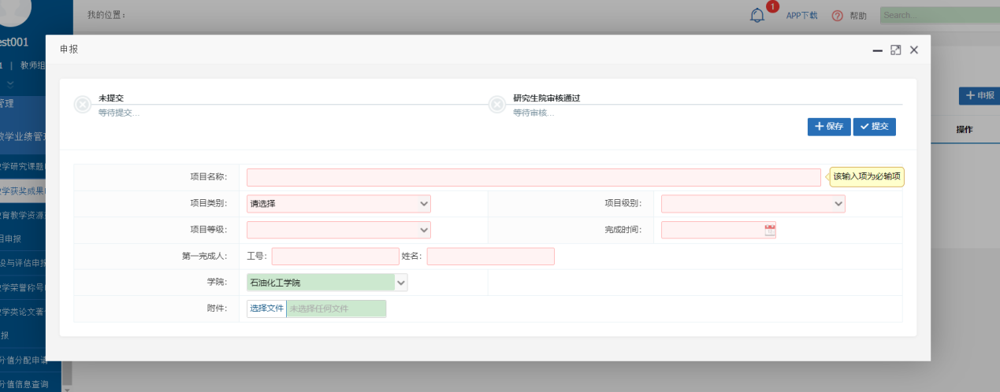 我的位置：
1
APP下载
帮助
Search...
est001
教师组
管理
教学业绩管
学研究课题
学获奖成果
教育教学资源
目申报
设与评估申报
学荣誉称号
学类论文著
报
分值分配申请
分值信息查询
申报
未提交
等待提交...
研究生院审核通过
等待审核...
保存
提交
项目名称：
该输入项为必输项
项目类别：
请选择
项目级别：
项目等级：
完成时间：
第一完成人：
工号：
姓名：
学院：
石油化工学院
附件：
选择文件 未选择任何文件
申报
操作